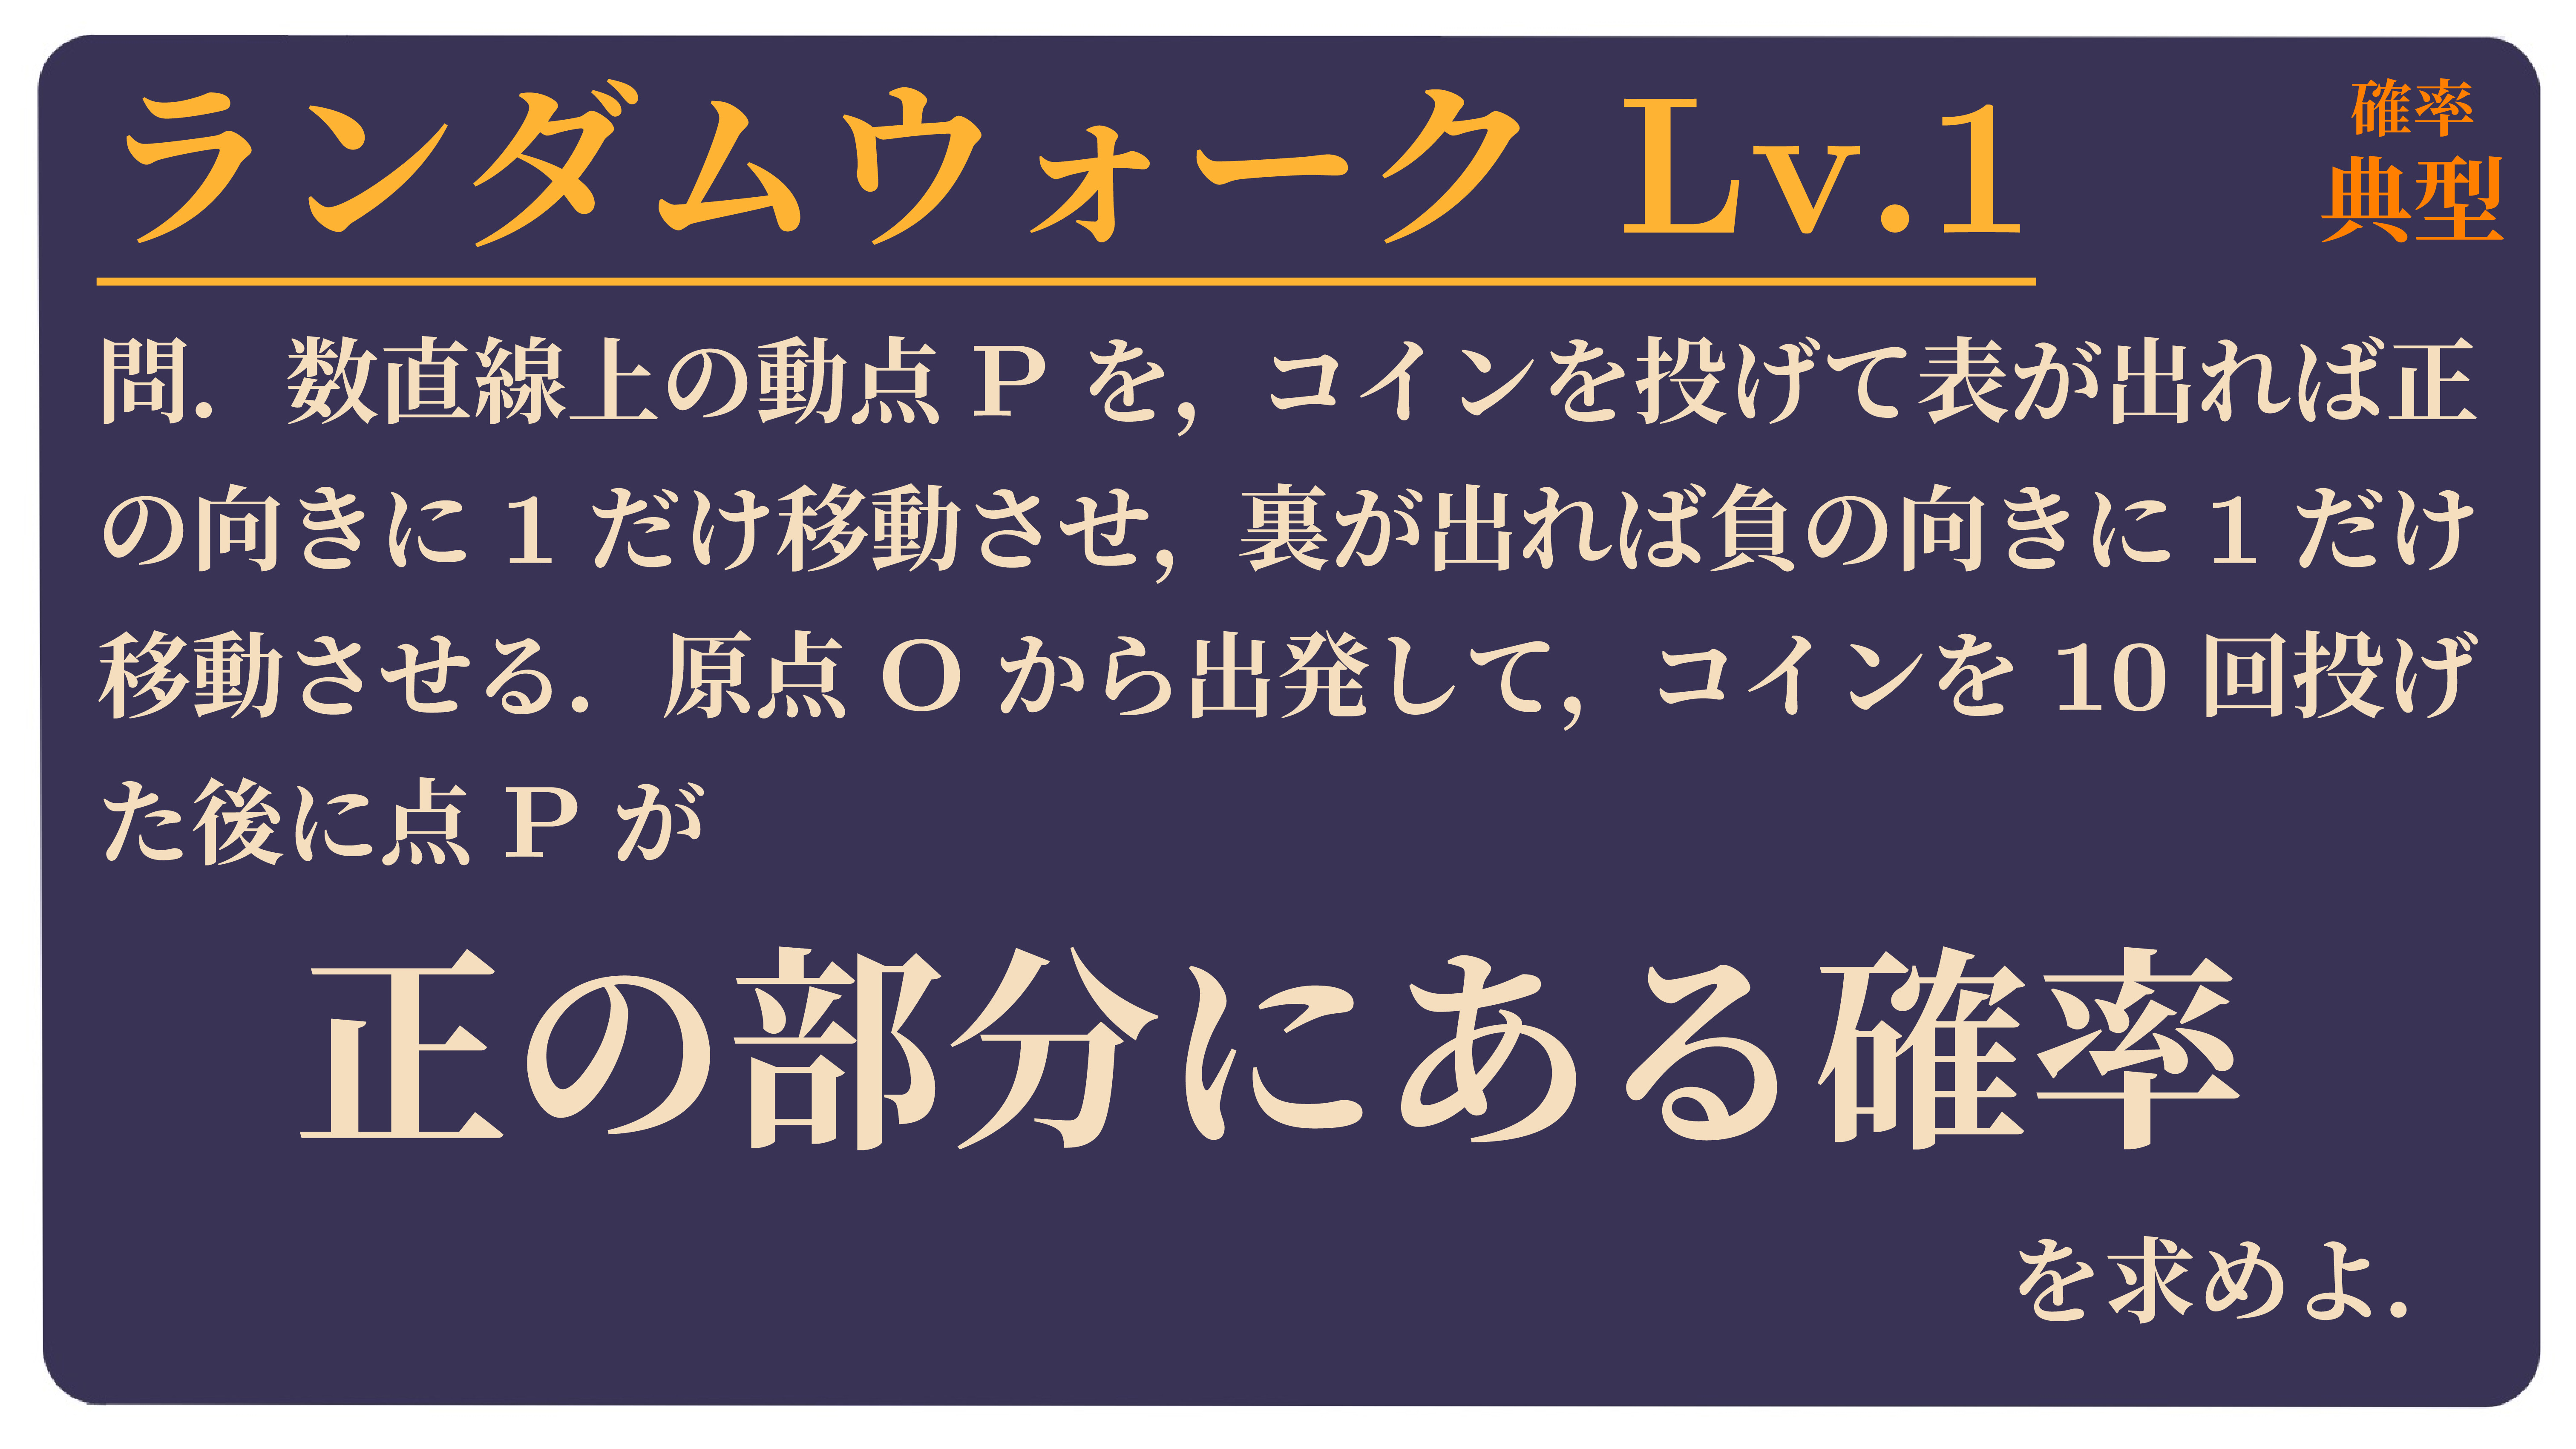 ランダムウォーク Lv.1
確率
典型
問．数直線上の動点 P を，コインを投げて表が出れば正
の向きに 1 だけ移動させ，裏が出れば負の向きに 1 だけ
移動させる．原点 O から出発して，コインを 10 回投げ
た後に点 P が
正の部分にある確率
を求めよ．